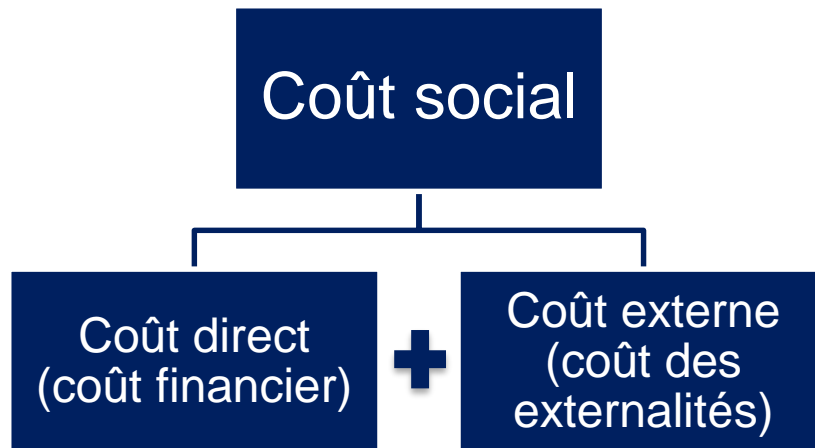 Coût social
Coût direct
(coût financier)
Coût externe
(coût des
externalités)